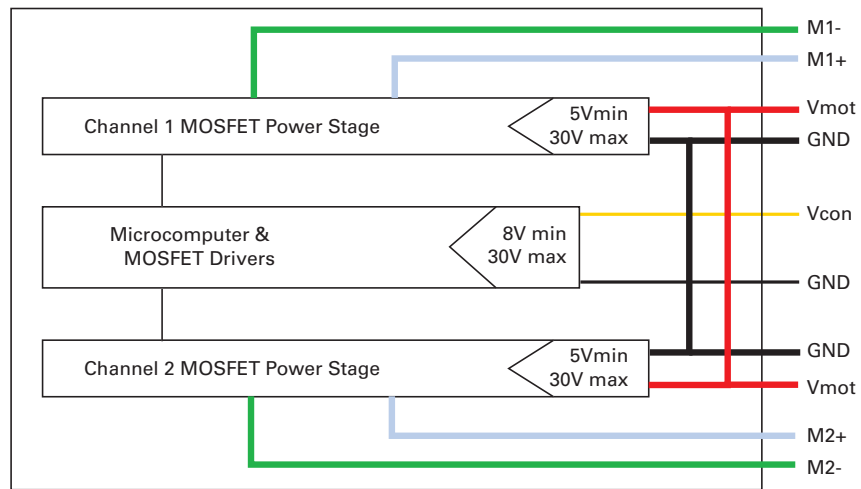 M1-
M1+
Channel 1 MOSFET Power Stage
5Vmin
30V max
Vmot
GND
Microcomputer &
MOSFET Drivers
8V min
30V max
Vcon
GND
Channel 2 MOSFET Power Stage
5Vmin
30V max
GND
Vmot
M2+
M2-